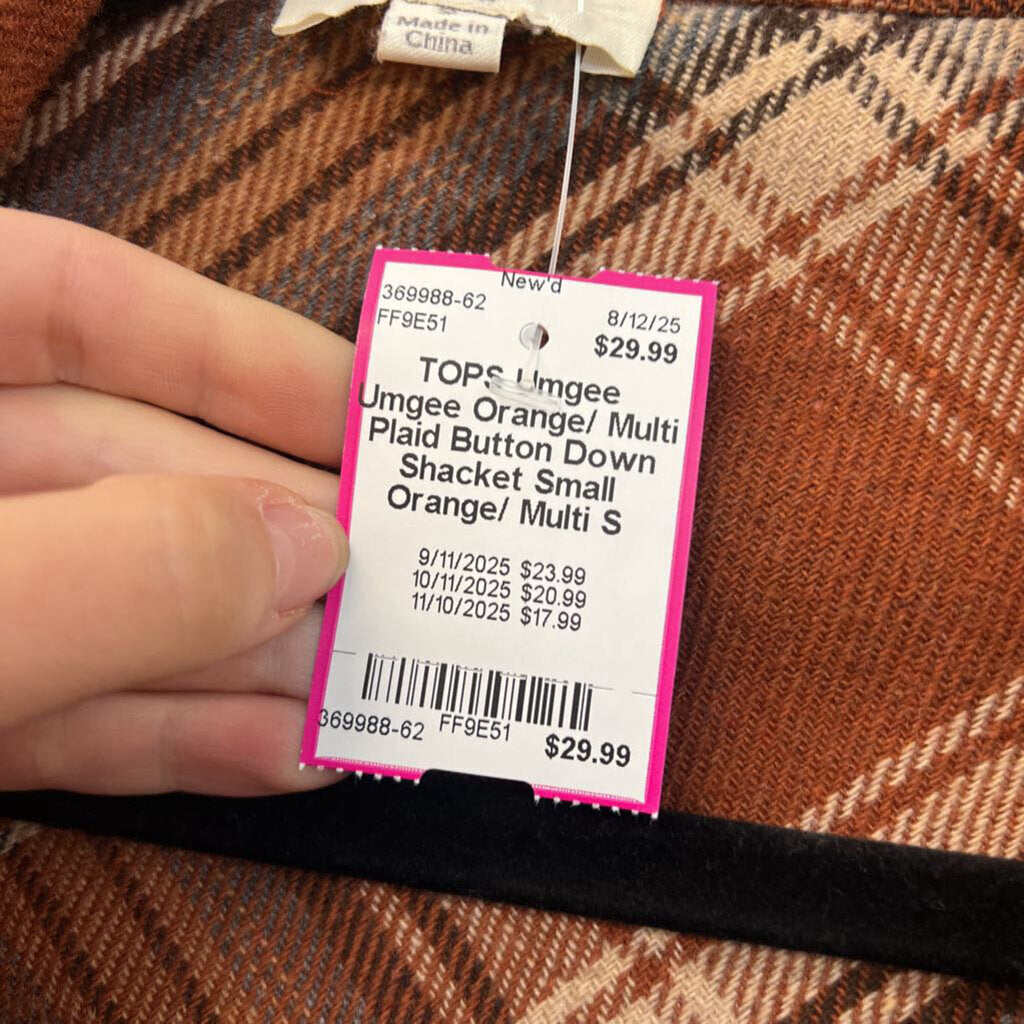 Made in
China
New'd
369988-62
FF9E51
8/12/25
$29.99
TOPS Umgee
Umgee Orange/ Multi
Plaid Button Down
Shacket Small
Orange/ Multi S
9/11/2025 $23.99
10/11/2025 $20.99
11/10/2025 $17.99
369988-62 FF9E51
$29.99